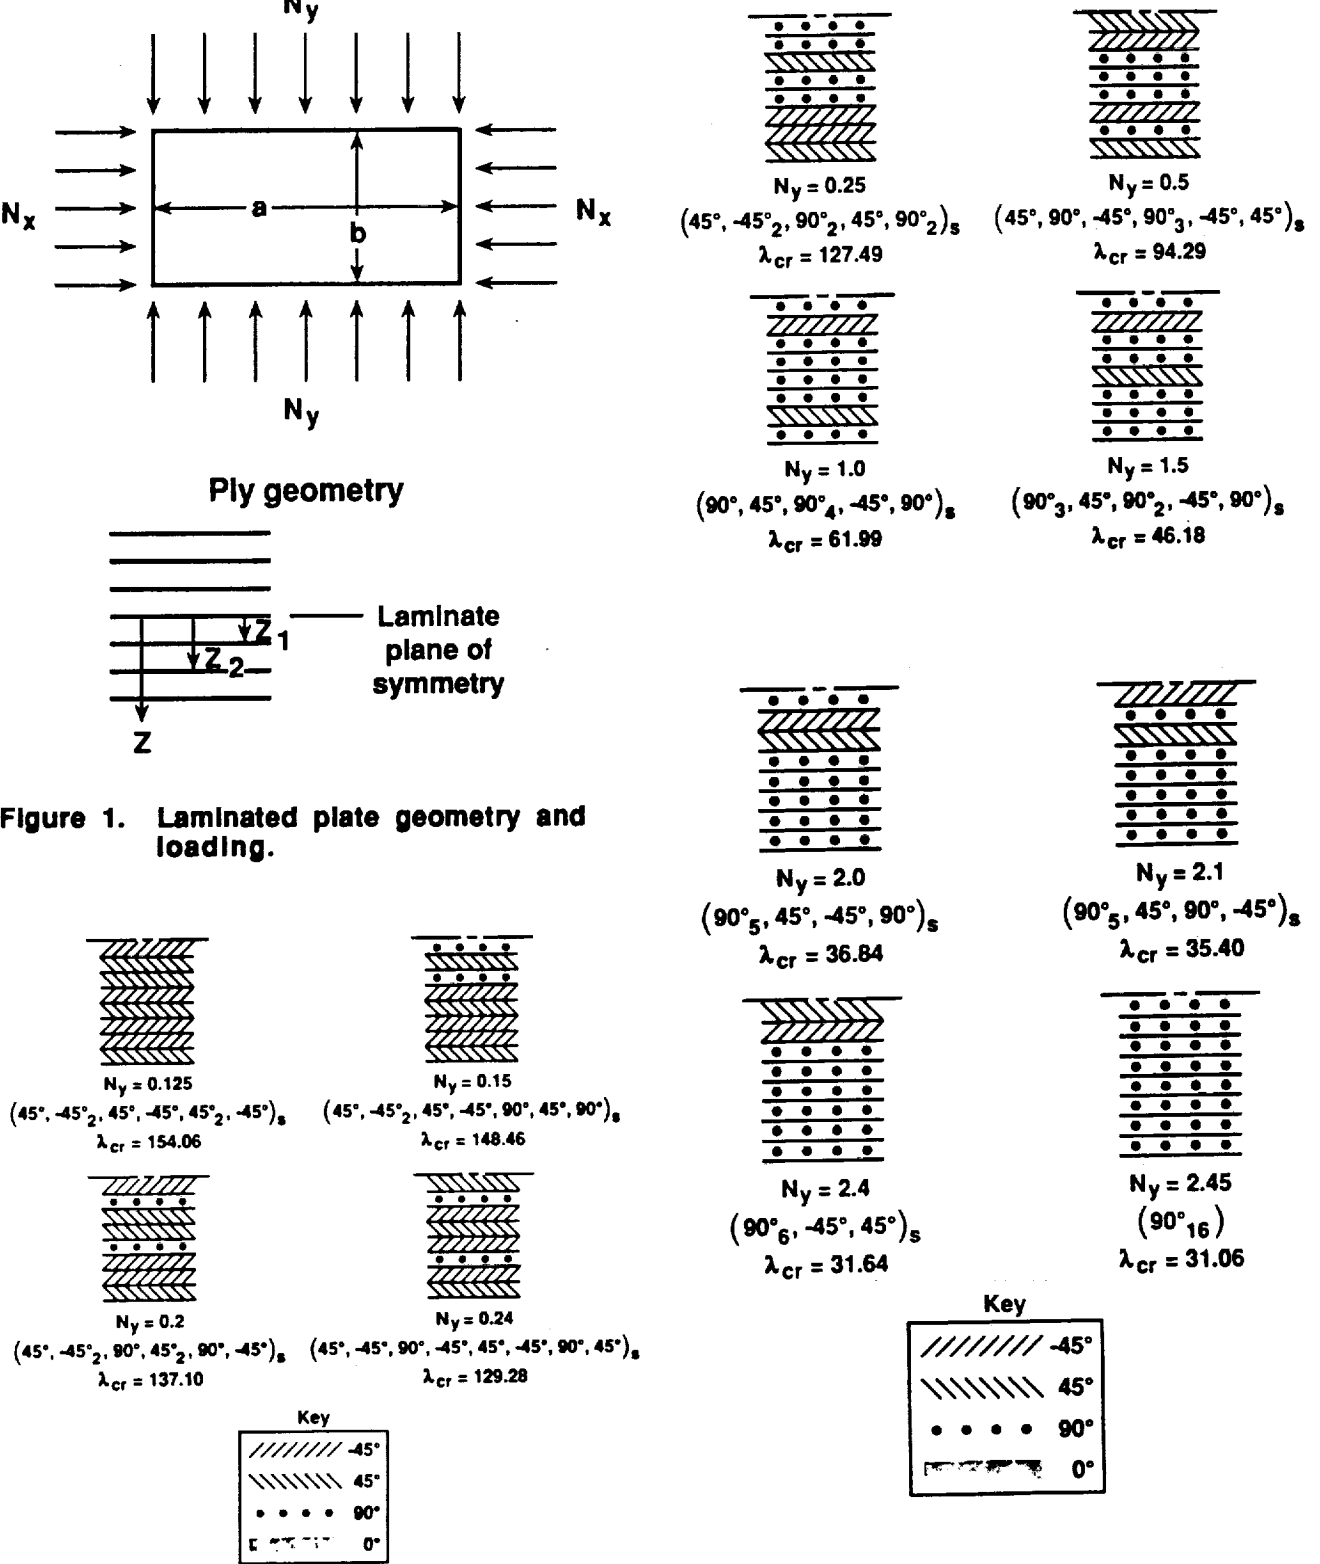 Ny
Nx
a
b
Nx
Ny
Ply geometry
Z1
Z2
Z
Laminate
plane of
symmetry
Figure 1. Laminated plate geometry and
loading.
Ny = 0.125
(45°, -45°2, 45°, -45°, 45°2, -45°)s
λcr = 154.06
Ny = 0.15
(45°, -45°2, 45°, -45°, 90°, 45°, 90°)s
λcr = 148.46
Ny = 0.2
(45°, -45°2, 90°, 45°2, 90°, -45°)s
λcr = 137.10
Ny = 0.24
(45°, -45°, 90°, -45°, 45°, -45°, 90°, 45°)s
λcr = 129.28
Key
-45°
45°
90°
0°
Ny = 0.25
(45°, -45°2, 90°2, 45°, 90°2)s
λcr = 127.49
Ny = 0.5
(45°, 90°, -45°, 90°3, -45°, 45°)s
λcr = 94.29
Ny = 1.0
(90°, 45°, 90°4, -45°, 90°)s
λcr = 61.99
Ny = 1.5
(90°3, 45°, 90°2, -45°, 90°)s
λcr = 46.18
Ny = 2.0
(90°5, 45°, -45°, 90°)s
λcr = 36.84
Ny = 2.1
(90°5, 45°, 90°, -45°)s
λcr = 35.40
Ny = 2.4
(90°6, -45°, 45°)s
λcr = 31.64
Ny = 2.45
(90°16)
λcr = 31.06
Key
-45°
45°
90°
0°